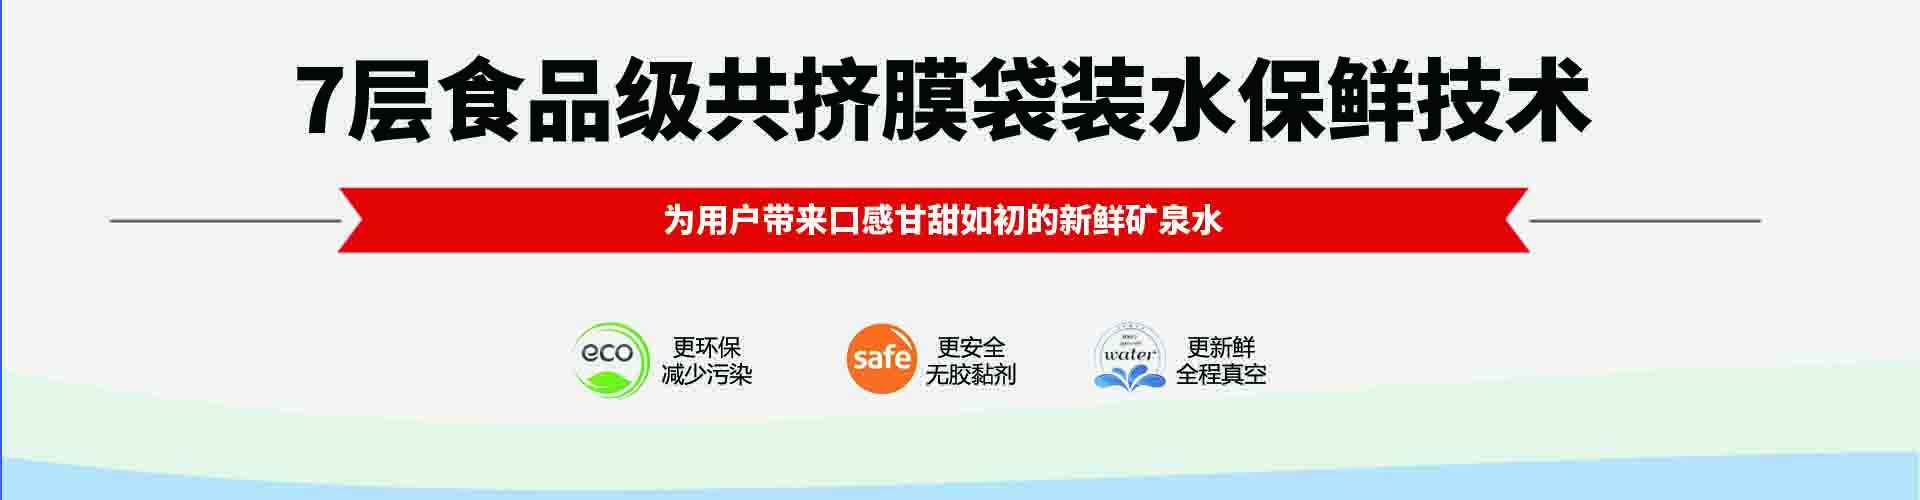 7层食品级共挤膜袋装水保鲜技术
为用户带来口感甘甜如初的新鲜矿泉水
eco
更环保
减少污染
safe
更安全
无胶黏剂
water
更新鲜
全程真空